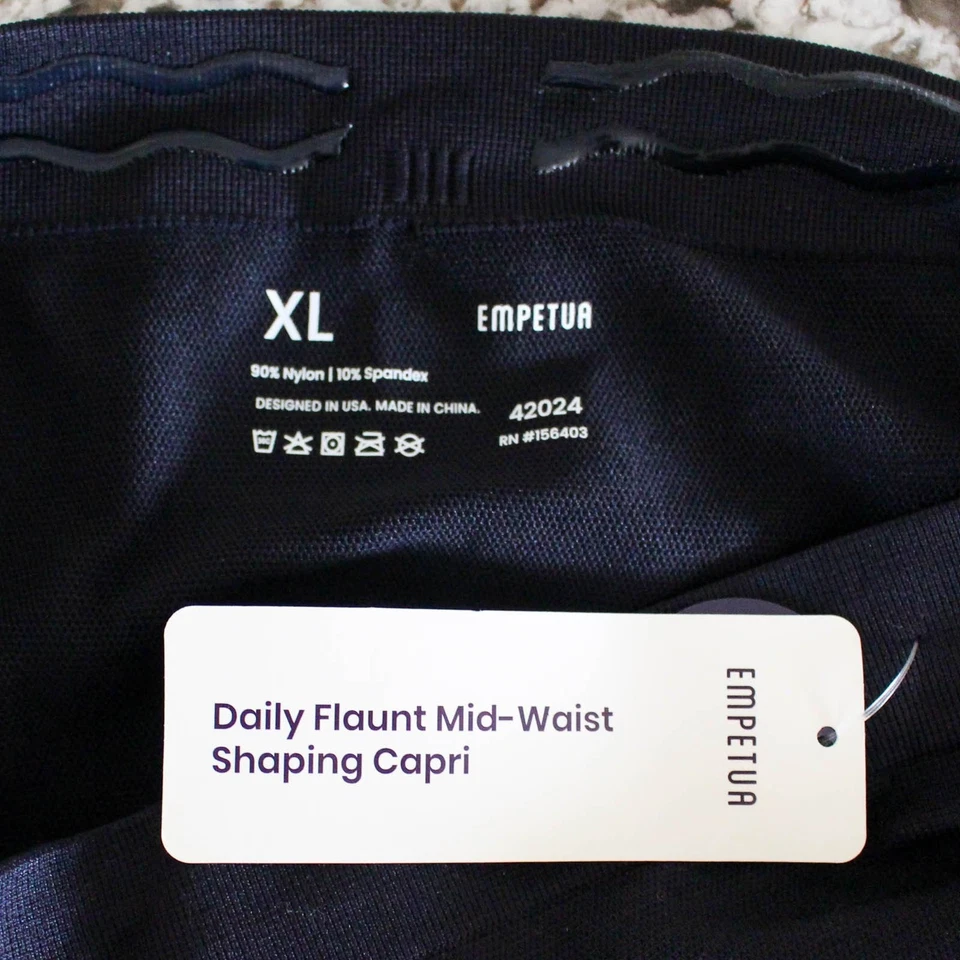 XL
EMPETUA
90% Nylon | 10% Spandex
DESIGNED IN USA. MADE IN CHINA.
42024
RN #156403
Daily Flaunt Mid-Waist
Shaping Capri
EMPETUA